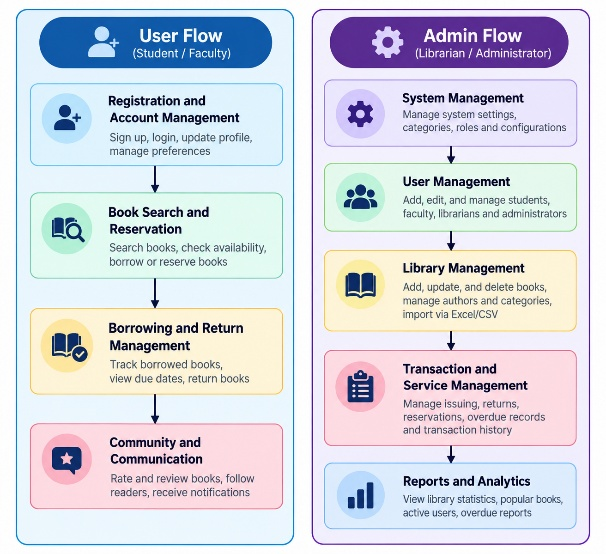 User Flow
(Student / Faculty)
Registration and
Account Management
Sign up, login, update profile,
manage preferences
Book Search and
Reservation
Search books, check availability,
borrow or reserve books
Borrowing and Return
Management
Track borrowed books,
view due dates, return books
Community and
Communication
Rate and review books, follow
readers, receive notifications
Admin Flow
(Librarian / Administrator)
System Management
Manage system settings,
categories, roles and configurations
User Management
Add, edit, and manage students,
faculty, librarians and administrators
Library Management
Add, update, and delete books,
manage authors and categories,
import via Excel/CSV
Transaction and
Service Management
Manage issuing, returns,
reservations, overdue records
and transaction history
Reports and Analytics
View library statistics, popular books,
active users, overdue reports